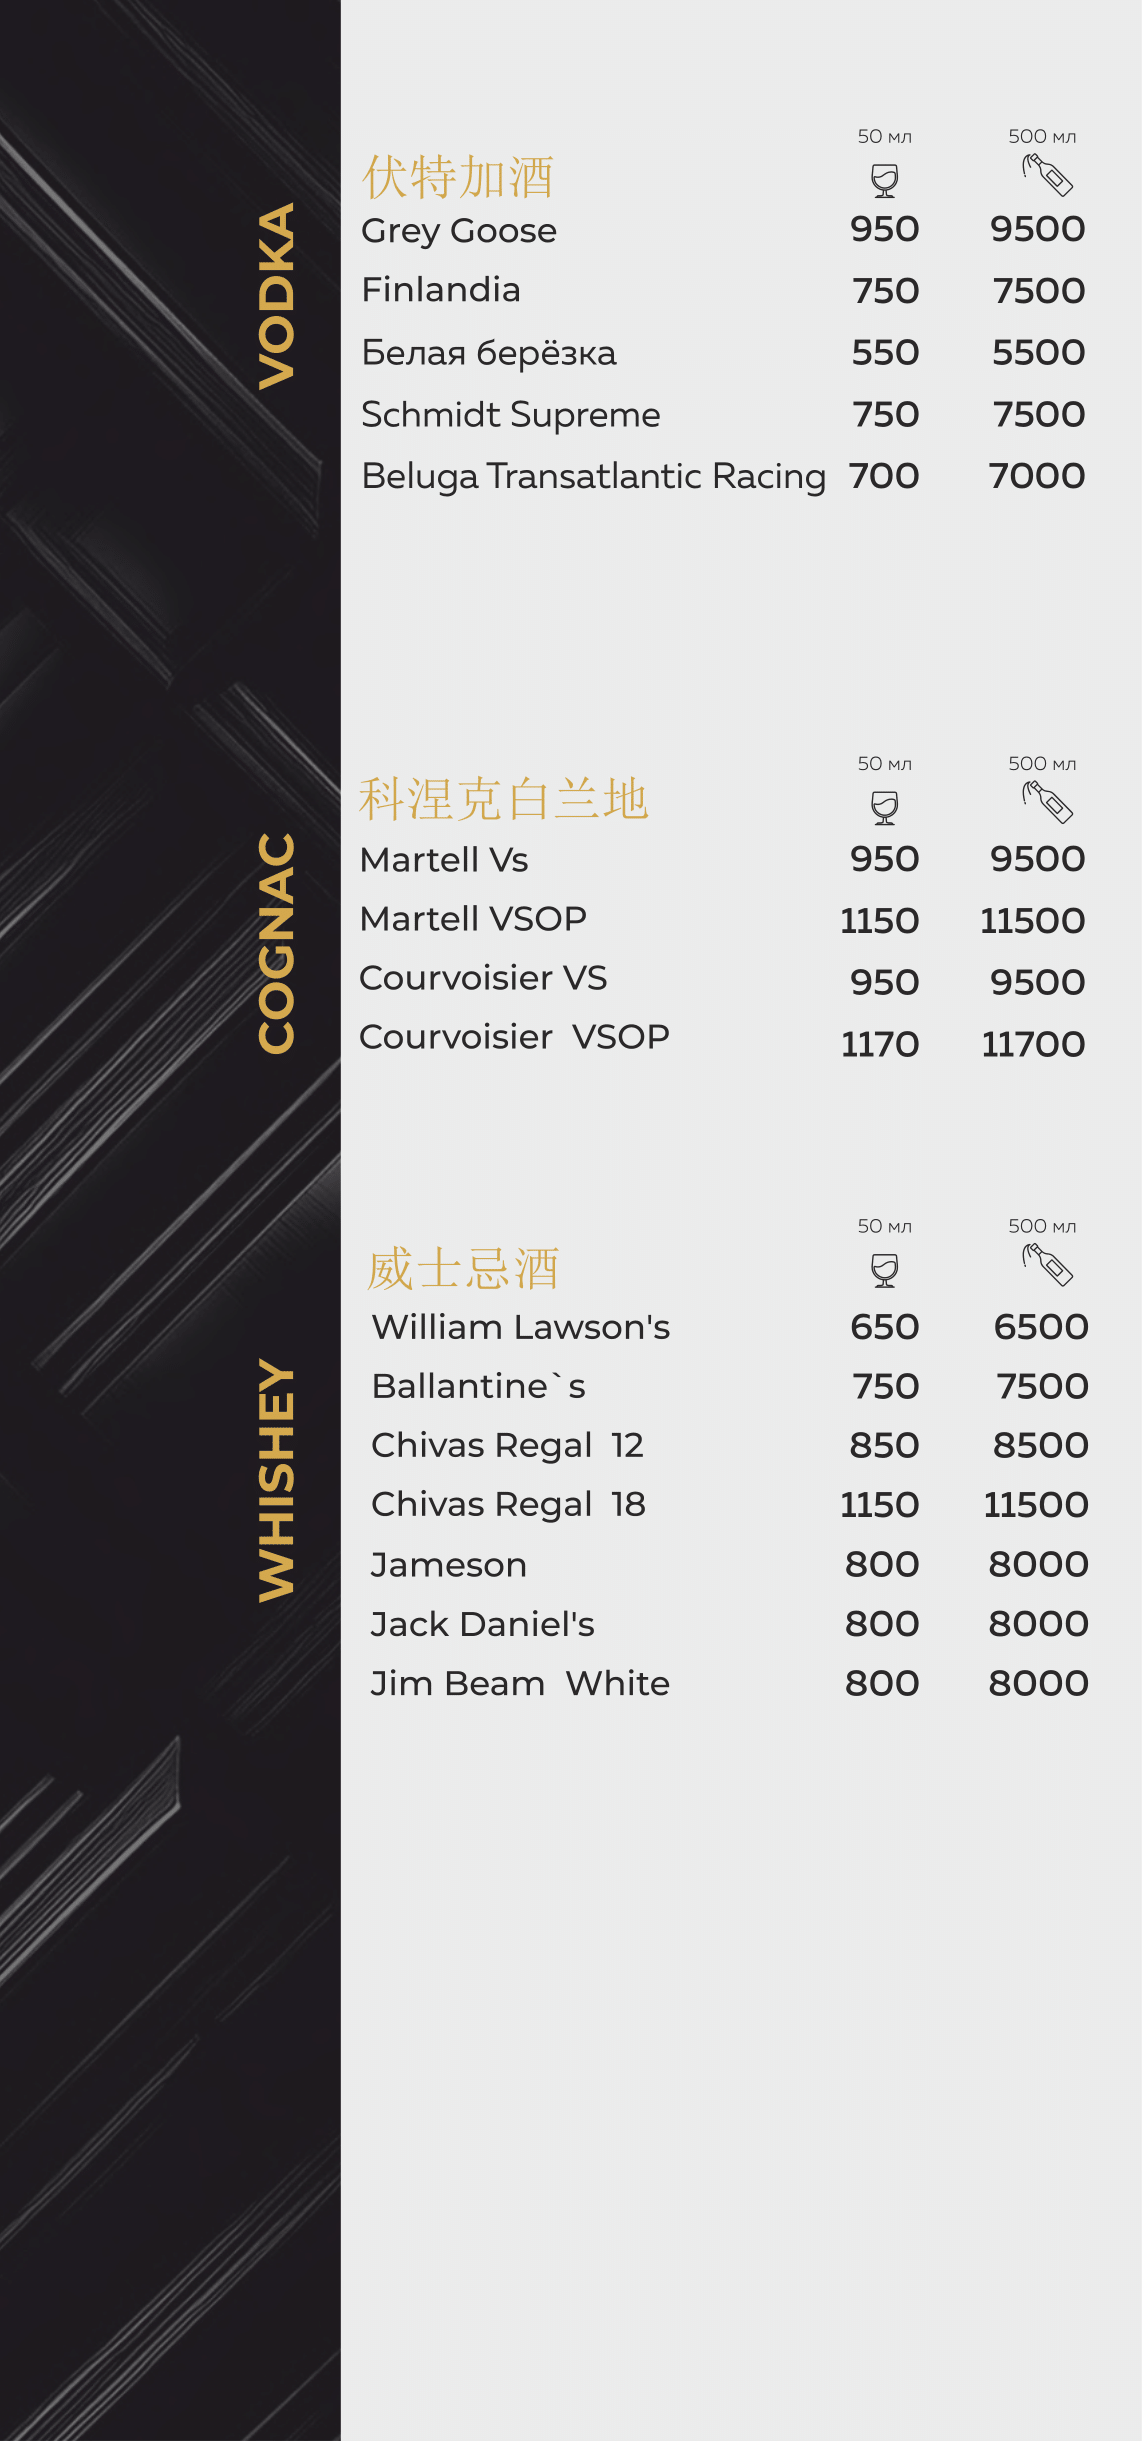 VODKA
50 мл 500 мл
伏特加酒
Grey Goose 950 9500
Finlandia 750 7500
Белая берёзка 550 5500
Schmidt Supreme 750 7500
Beluga Transatlantic Racing 700 7000
COGNAC
50 мл 500 мл
科涅克白兰地
Martell Vs 950 9500
Martell VSOP 1150 11500
Courvoisier VS 950 9500
Courvoisier VSOP 1170 11700
WHISHEY
50 мл 500 мл
威士忌酒
William Lawson's 650 6500
Ballantine`s 750 7500
Chivas Regal 12 850 8500
Chivas Regal 18 1150 11500
Jameson 800 8000
Jack Daniel's 800 8000
Jim Beam White 800 8000